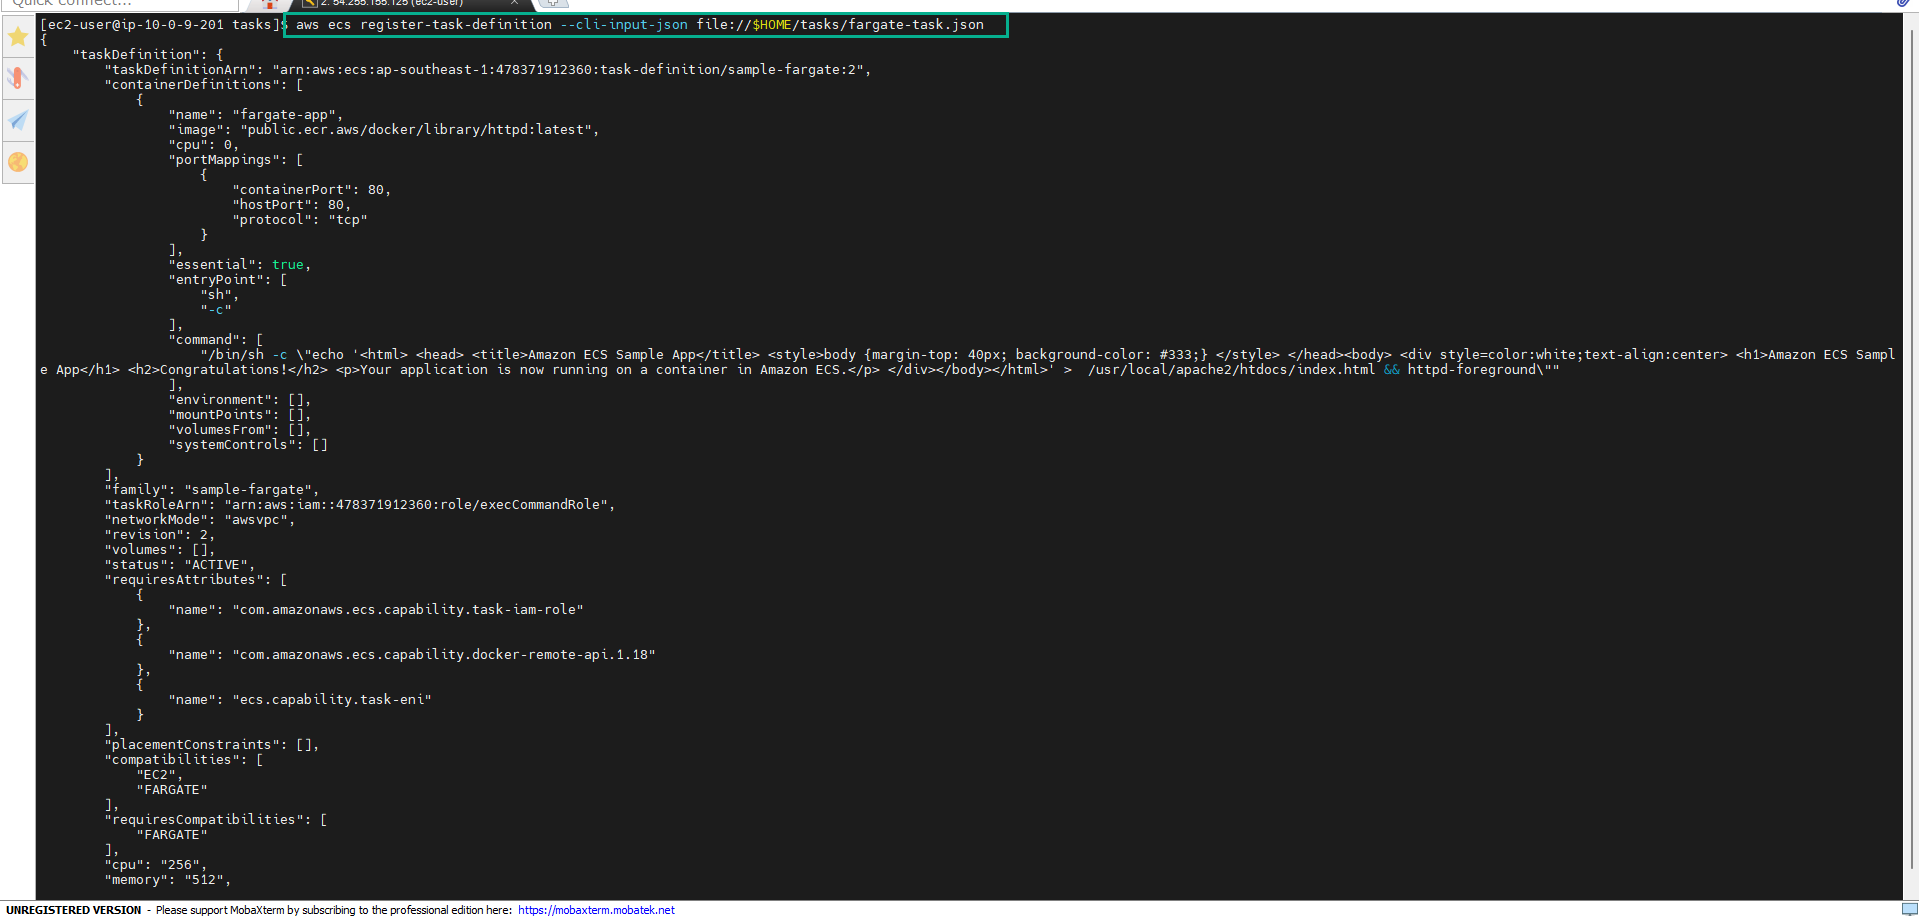 Quick connect...
2. 54.255.155.125 (ec2-user)
[ec2-user@ip-10-0-9-201 tasks]$ aws ecs register-task-definition --cli-input-json file://$HOME/tasks/fargate-task.json
{
    "taskDefinition": {
        "taskDefinitionArn": "arn:aws:ecs:ap-southeast-1:478371912360:task-definition/sample-fargate:2",
        "containerDefinitions": [
            {
                "name": "fargate-app",
                "image": "public.ecr.aws/docker/library/httpd:latest",
                "cpu": 0,
                "portMappings": [
                    {
                        "containerPort": 80,
                        "hostPort": 80,
                        "protocol": "tcp"
                    }
                ],
                "essential": true,
                "entryPoint": [
                    "sh",
                    "-c"
                ],
                "command": [
                    "/bin/sh -c \"echo '<html> <head> <title>Amazon ECS Sample App</title> <style>body {margin-top: 40px; background-color: #333;} </style> </head><body> <div style=color:white;text-align:center> <h1>Amazon ECS Sampl
e App</h1> <h2>Congratulations!</h2> <p>Your application is now running on a container in Amazon ECS.</p> </div></body></html>' >  /usr/local/apache2/htdocs/index.html && httpd-foreground\""
                ],
                "environment": [],
                "mountPoints": [],
                "volumesFrom": [],
                "systemControls": []
            }
        ],
        "family": "sample-fargate",
        "taskRoleArn": "arn:aws:iam::478371912360:role/execCommandRole",
        "networkMode": "awsvpc",
        "revision": 2,
        "volumes": [],
        "status": "ACTIVE",
        "requiresAttributes": [
            {
                "name": "com.amazonaws.ecs.capability.task-iam-role"
            },
            {
                "name": "com.amazonaws.ecs.capability.docker-remote-api.1.18"
            },
            {
                "name": "ecs.capability.task-eni"
            }
        ],
        "placementConstraints": [],
        "compatibilities": [
            "EC2",
            "FARGATE"
        ],
        "requiresCompatibilities": [
            "FARGATE"
        ],
        "cpu": "256",
        "memory": "512",
UNREGISTERED VERSION - Please support MobaXterm by subscribing to the professional edition here: https://mobaxterm.mobatek.net